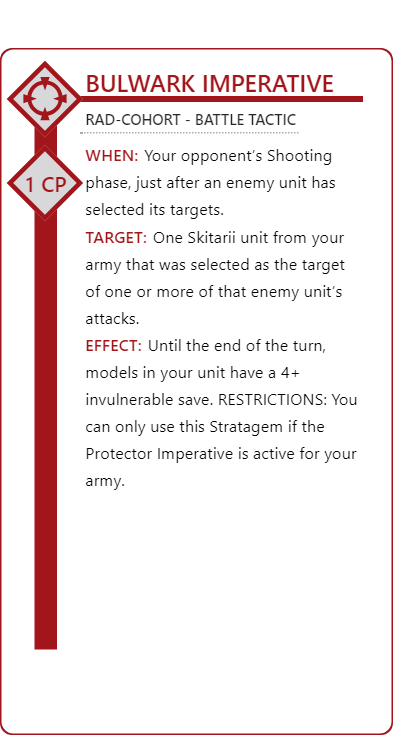 BULWARK IMPERATIVE
RAD-COHORT - BATTLE TACTIC
1 CP
WHEN: Your opponent's Shooting
phase, just after an enemy unit has
selected its targets.
TARGET: One Skitarii unit from your
army that was selected as the target
of one or more of that enemy unit's
attacks.
EFFECT: Until the end of the turn,
models in your unit have a 4+
invulnerable save. RESTRICTIONS: You
can only use this Stratagem if the
Protector Imperative is active for your
army.